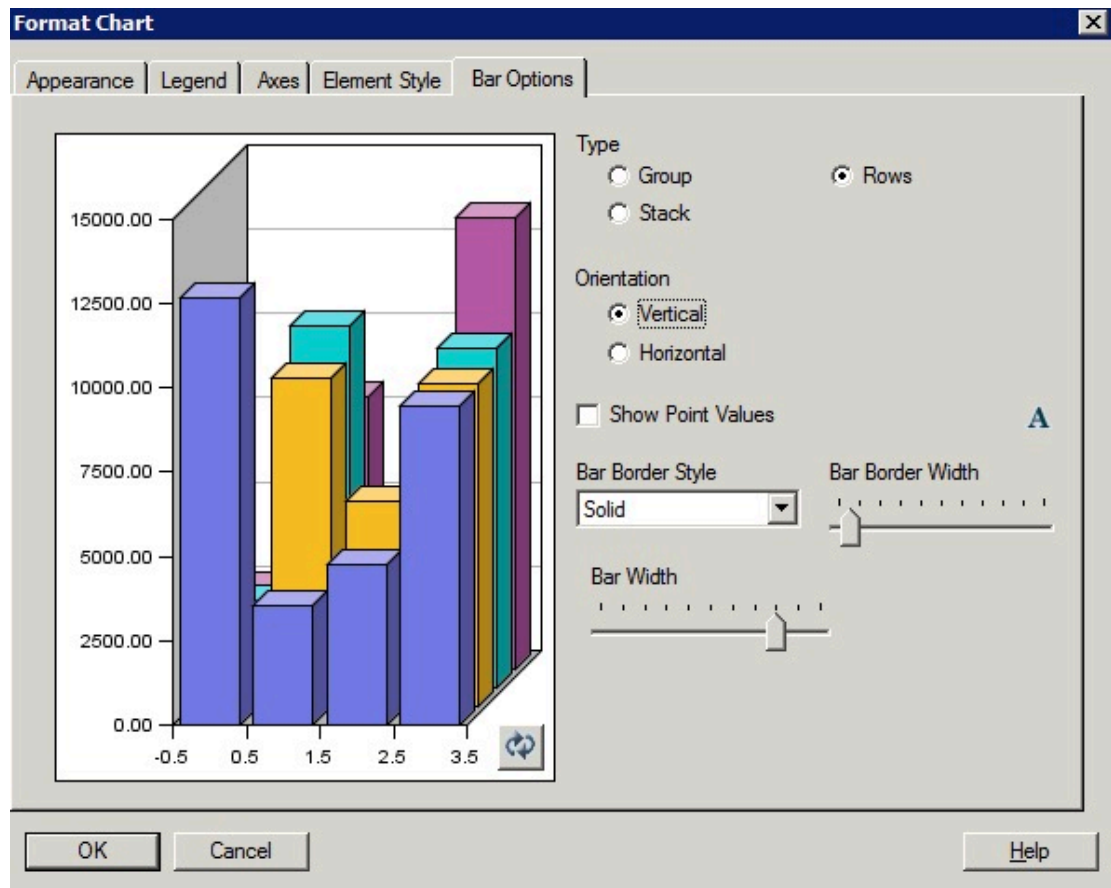 Format Chart
Appearance Legend Axes Element Style Bar Options
Type
Group Rows
Stack
Orientation
Vertical
Horizontal
Show Point Values A
Bar Border Style Bar Border Width
Solid
Bar Width
15000.00
12500.00
10000.00
7500.00
5000.00
2500.00
0.00
-0.5 0.5 1.5 2.5 3.5
OK Cancel Help